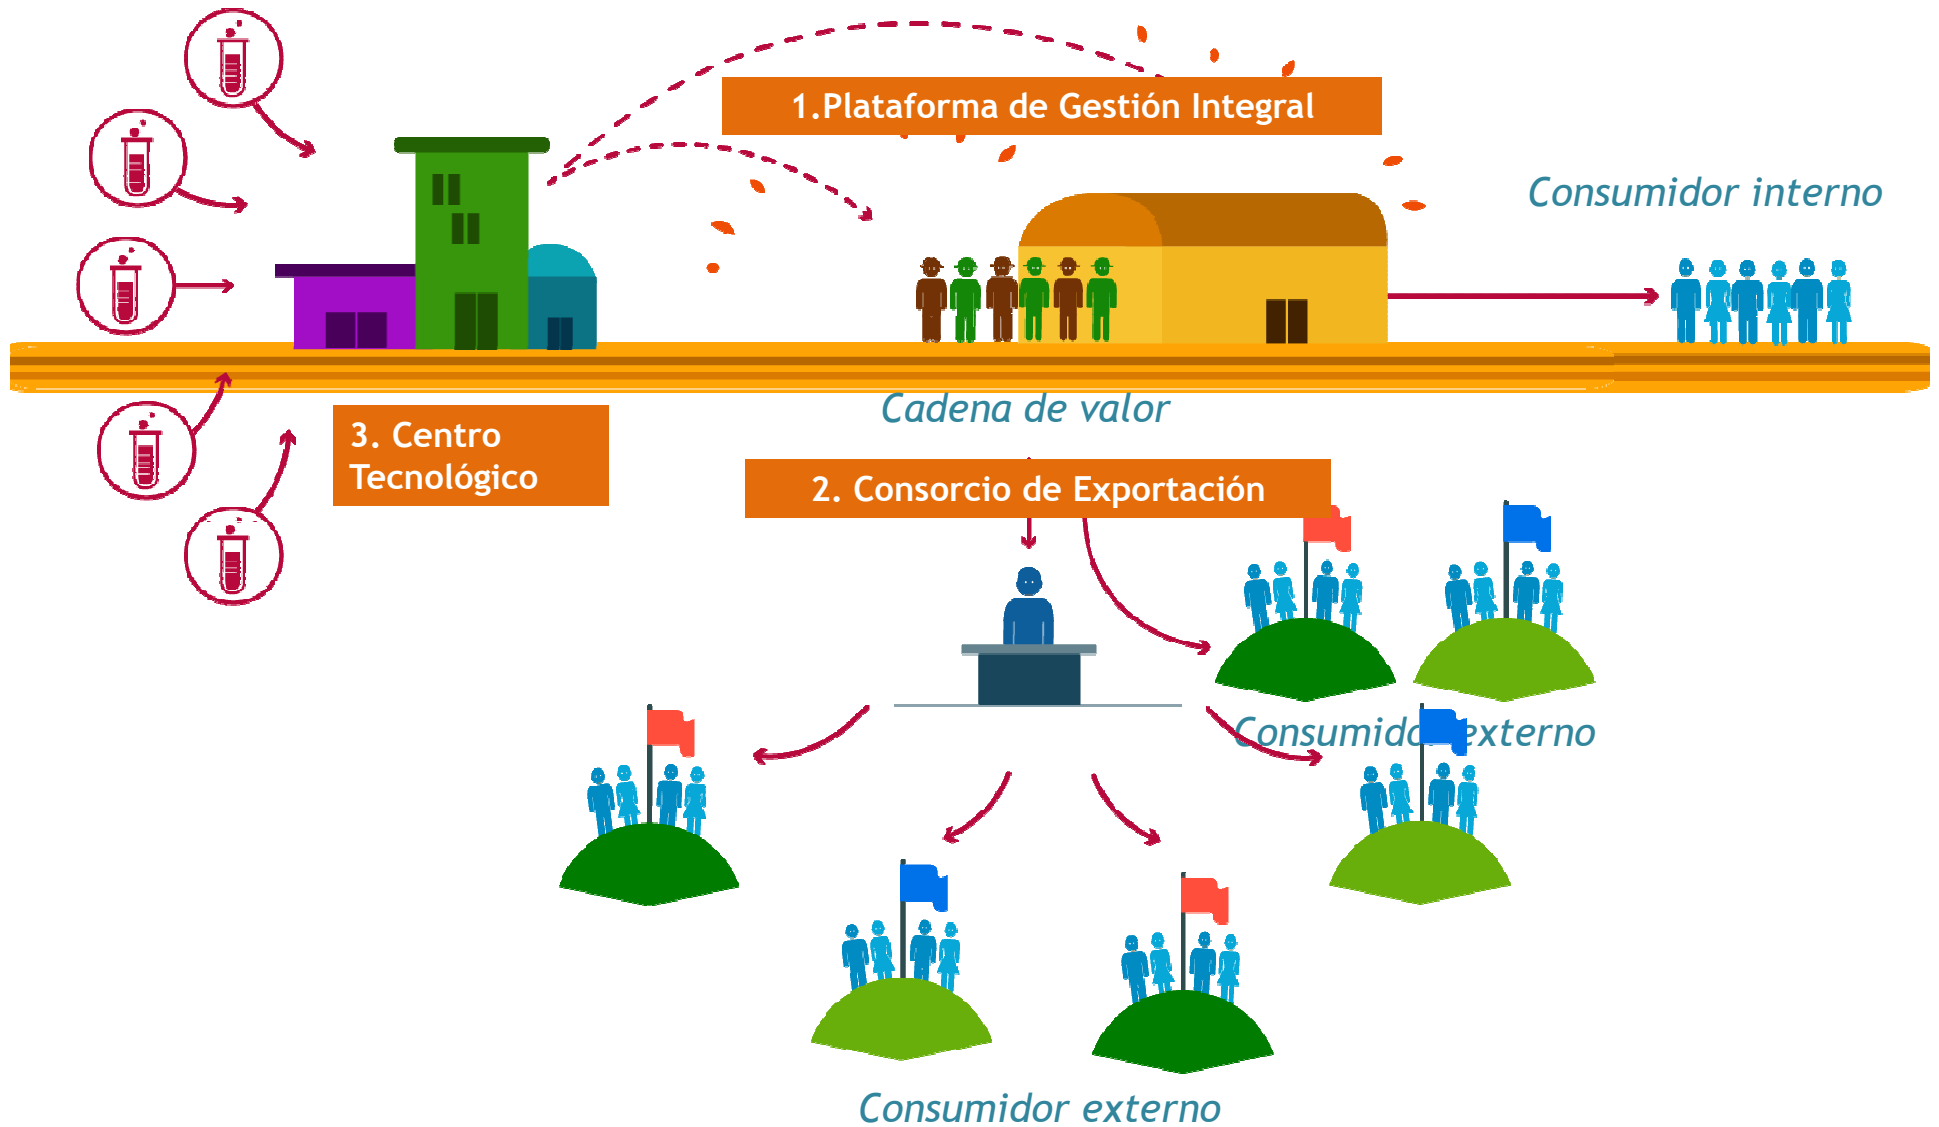 1.Plataforma de Gestión Integral
Consumidor interno
Cadena de valor
3. Centro
Tecnológico
2. Consorcio de Exportación
Consumidor externo
Consumidor externo